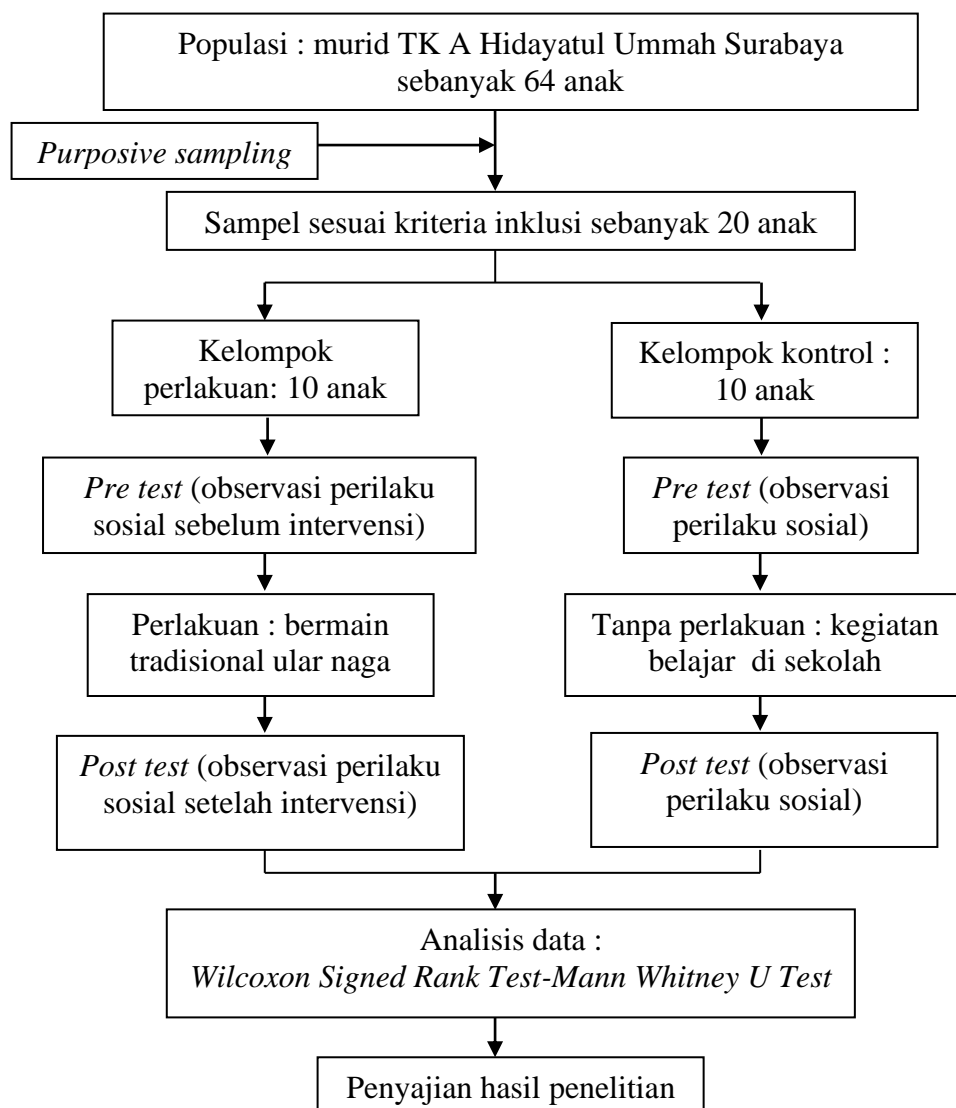 Populasi : murid TK A Hidayatul Ummah Surabaya
sebanyak 64 anak
Purposive sampling
Sampel sesuai kriteria inklusi sebanyak 20 anak
Kelompok
perlakuan: 10 anak
Kelompok kontrol :
10 anak
Pre test (observasi perilaku
sosial sebelum intervensi)
Pre test (observasi
perilaku sosial)
Perlakuan : bermain
tradisional ular naga
Tanpa perlakuan : kegiatan
belajar di sekolah
Post test (observasi perilaku
sosial setelah intervensi)
Post test (observasi
perilaku sosial)
Analisis data :
Wilcoxon Signed Rank Test-Mann Whitney U Test
Penyajian hasil penelitian